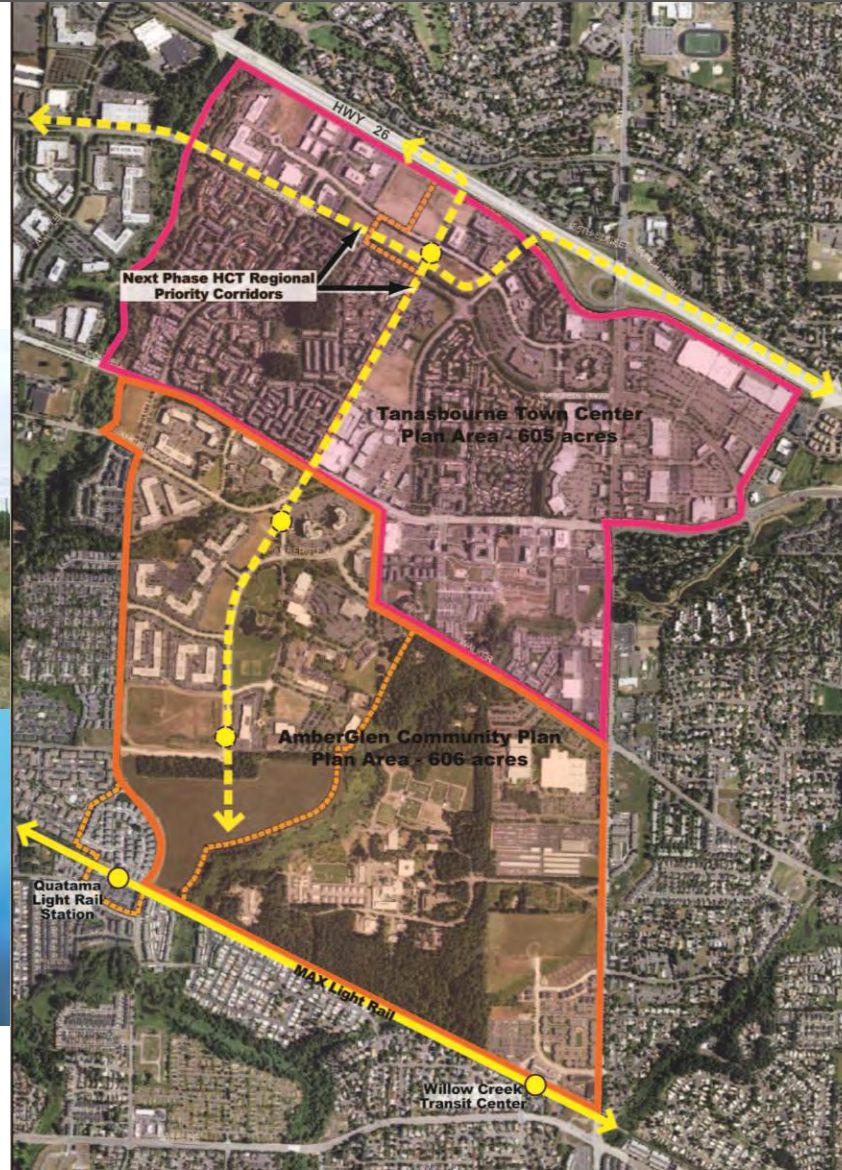 HWY 26
Next Phase HCT Regional
Priority Corridors
Tanasbourne Town Center
Plan Area - 605 acres
AmberGlen Community Plan
Plan Area - 606 acres
Quatama
Light Rail
Station
MAX Light Rail
Willow Creek
Transit Center